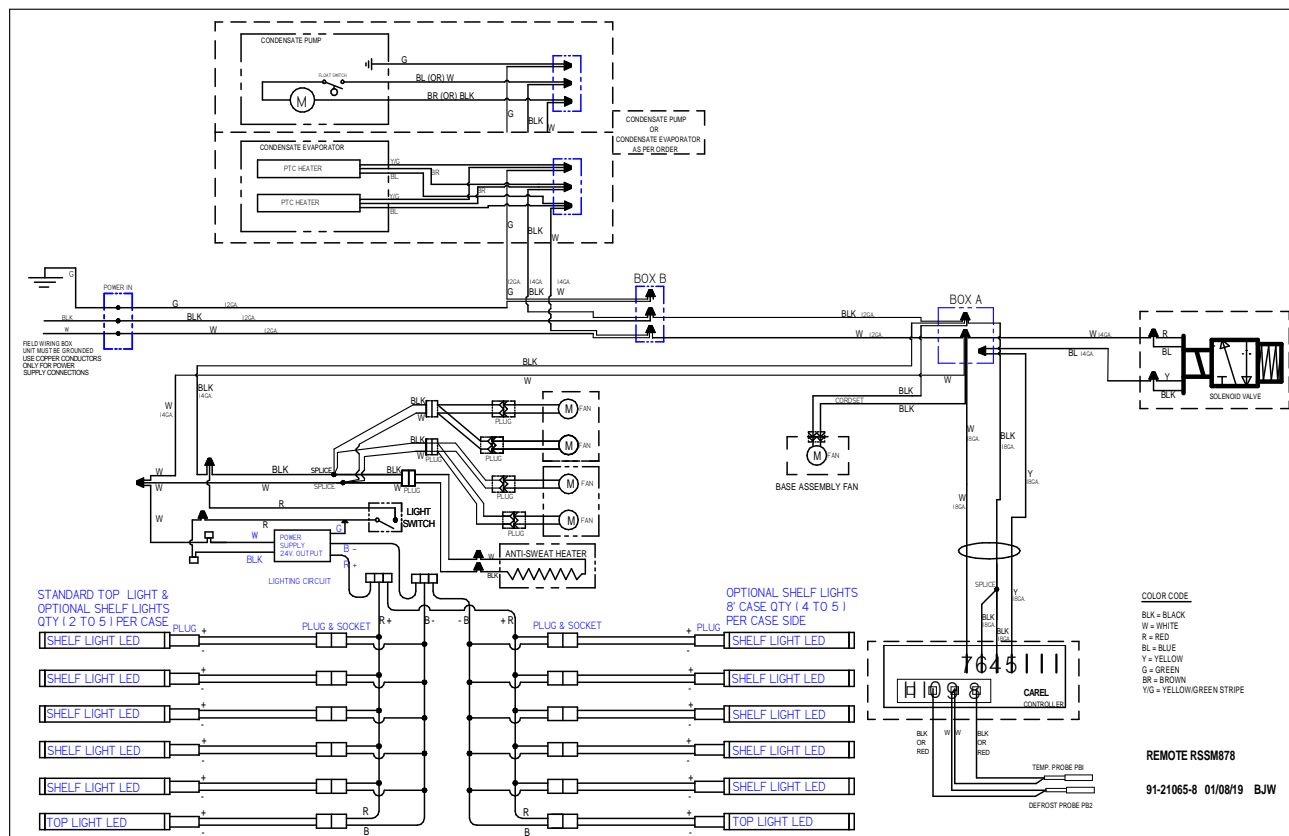 CONDENSATE PUMP
G
FLOAT SWITCH
BL (OR) W
M
BR (OR) BLK
G
BLK
W
CONDENSATE PUMP
OR
CONDENSATE EVAPORATOR
AS PER ORDER
CONDENSATE EVAPORATOR
PTC HEATER
Y/G
BR
BL
PTC HEATER
Y/G
BR
BL
G
BLK
W
G
POWER IN
12GA.
14GA.
14GA.
G
BLK
W
BOX B
BOX A
G
12GA.
BLK
BLK
12GA.
BLK
12GA.
W
W
12GA.
W
12GA.
W
14GA.
R
BL
BL
14GA.
Y
BLK
SOLENOID VALVE
FIELD WIRING BOX
UNIT MUST BE GROUNDED
USE COPPER CONDUCTORS
ONLY FOR POWER
SUPPLY CONNECTIONS
BLK
W
W
BLK
14GA.
W
14GA.
BLK
CORDSET
BLK
M
FAN
BASE ASSEMBLY FAN
BLK
W
PLUG
M
FAN
M
FAN
PLUG
BLK
W
PLUG
M
FAN
PLUG
M
FAN
PLUG
W
W
BLK
SPLICE
BLK
W
SPLICE
W
PLUG
R
LIGHT
SWITCH
W
R
W
G
POWER
SUPPLY
24V. OUTPUT
B -
BLK
R +
LIGHTING CIRCUIT
ANTI-SWEAT HEATER
W
BLK
W
18GA.
BLK
18GA.
Y
18GA.
W
18GA.
SPLICE
Y
18GA.
BLK
18GA.
BLK
18GA.
7645111
H1098
CAREL
CONTROLLER
BLK
OR
RED
W
W
BLK
OR
RED
TEMP. PROBE PB1
DEFROST PROBE PB2
COLOR CODE
BLK = BLACK
W = WHITE
R = RED
BL = BLUE
Y = YELLOW
G = GREEN
BR = BROWN
Y/G = YELLOW/GREEN STRIPE
REMOTE RSSM878
91-21065-8 01/08/19 BJW
STANDARD TOP LIGHT &
OPTIONAL SHELF LIGHTS
QTY ( 2 TO 5 ) PER CASE
OPTIONAL SHELF LIGHTS
8' CASE QTY ( 4 TO 5 )
PER CASE SIDE
R+
B-
-B
+R
PLUG
+
-
PLUG & SOCKET
PLUG & SOCKET
PLUG
+
-
SHELF LIGHT LED
SHELF LIGHT LED
SHELF LIGHT LED
+
-
+
-
SHELF LIGHT LED
SHELF LIGHT LED
+
-
+
-
SHELF LIGHT LED
SHELF LIGHT LED
+
-
+
-
SHELF LIGHT LED
SHELF LIGHT LED
+
-
+
-
SHELF LIGHT LED
TOP LIGHT LED
+
-
R
B
R
B
+
-
TOP LIGHT LED